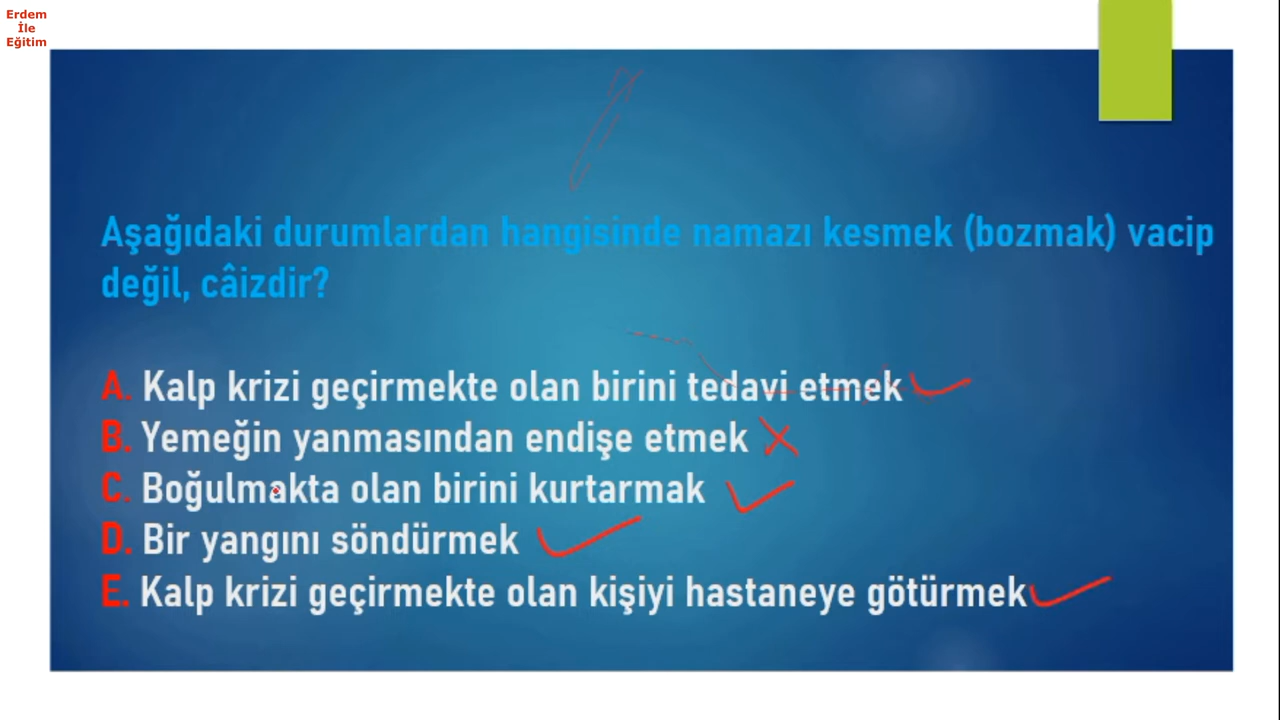 Erdem
İle
Eğitim
Aşağıdaki durumlardan hangisinde namazı kesmek (bozmak) vacip
değil, câizdir?
A. Kalp krizi geçirmekte olan birini tedavi etmek
B. Yemeğin yanmasından endişe etmek
C. Boğulmakta olan birini kurtarmak
D. Bir yangını söndürmek
E. Kalp krizi geçirmekte olan kişiyi hastaneye götürmek